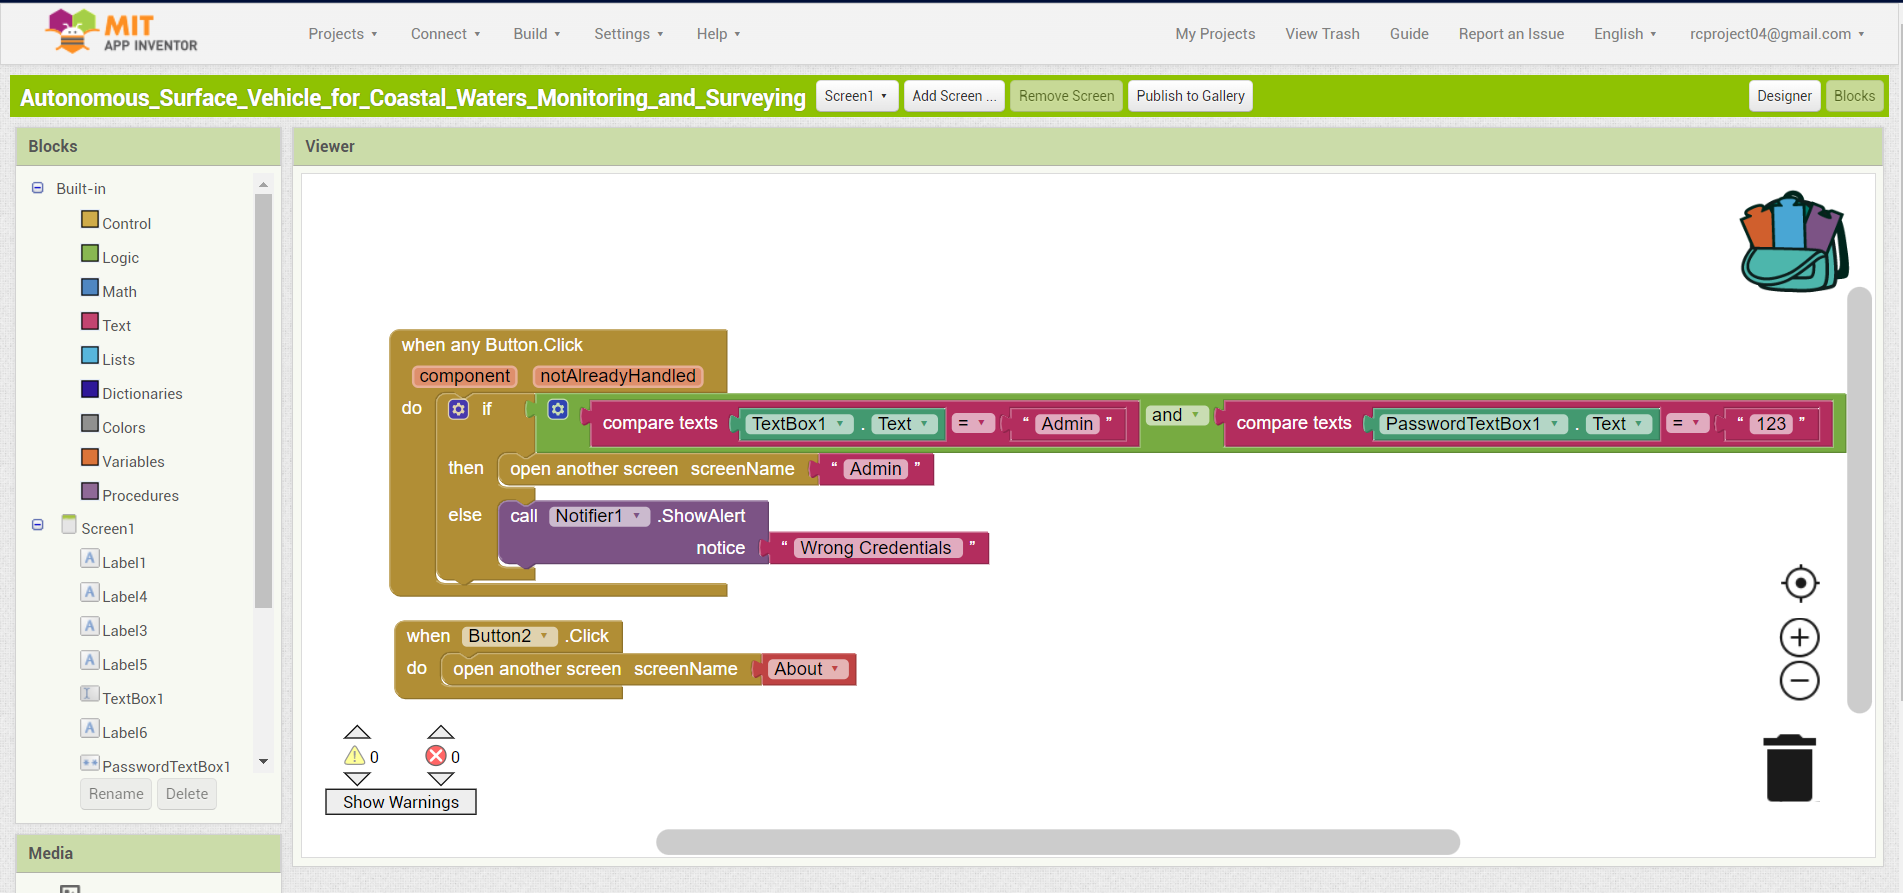 MIT
APP INVENTOR
Projects
Connect
Build
Settings
Help
My Projects
View Trash
Guide
Report an Issue
English
rcproject04@gmail.com
Autonomous_Surface_Vehicle_for_Coastal_Waters_Monitoring_and_Surveying
Screen1
Add Screen ...
Remove Screen
Publish to Gallery
Designer
Blocks
Blocks
Built-in
Control
Logic
Math
Text
Lists
Dictionaries
Colors
Variables
Procedures
Screen1
Label1
Label4
Label3
Label5
TextBox1
Label6
PasswordTextBox1
Rename
Delete
Media
Viewer
when any Button.Click
component notAlreadyHandled
do if compare texts TextBox1 . Text = “ Admin ” and compare texts PasswordTextBox1 . Text = “ 123 ”
then open another screen screenName “ Admin ”
else call Notifier1 .ShowAlert
notice “ Wrong Credentials ”
when Button2 .Click
do open another screen screenName About
0 0
Show Warnings